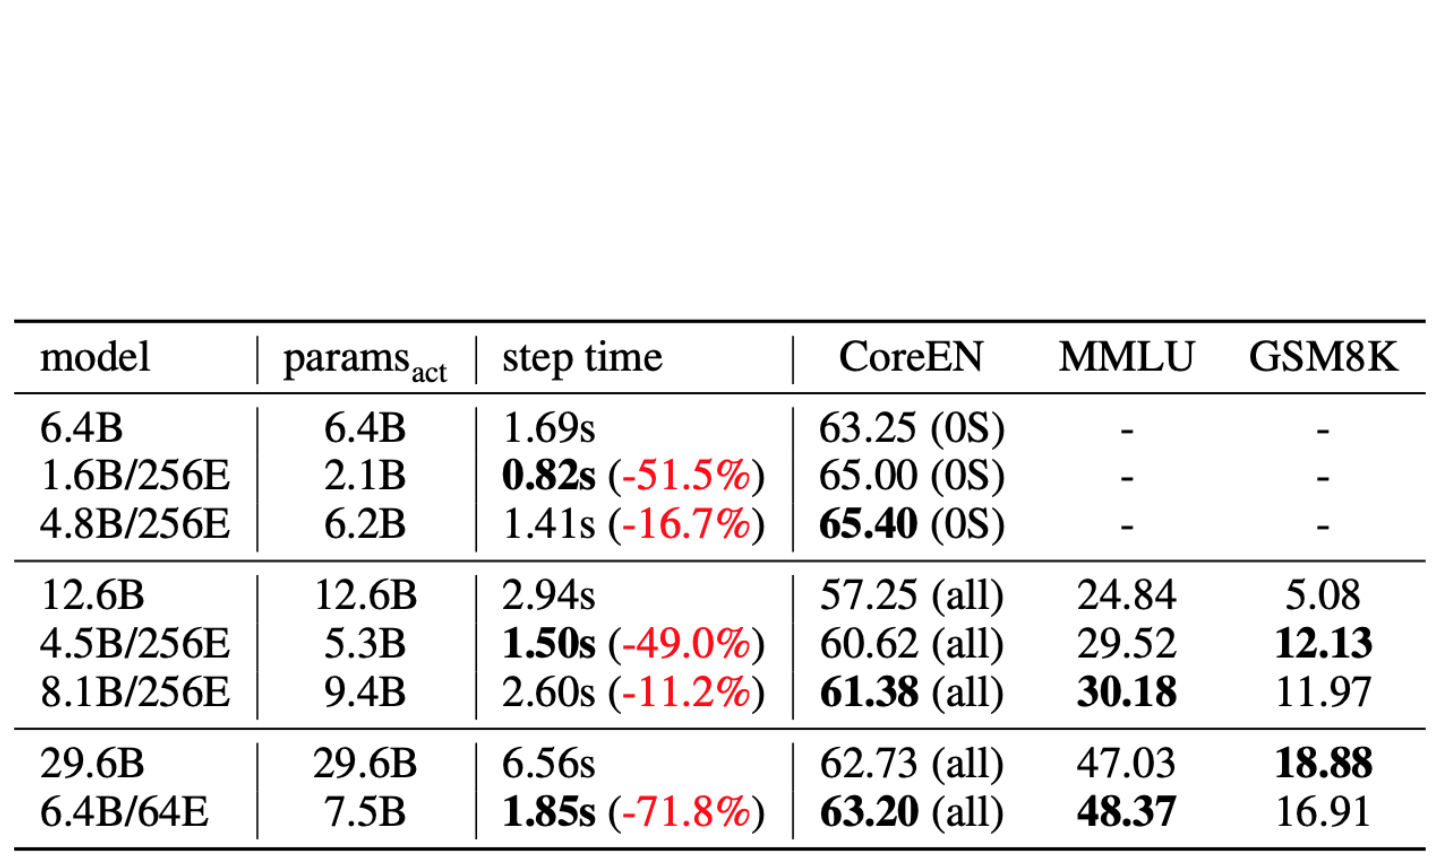 model params_act step time CoreEN MMLU GSM8K
6.4B 6.4B 1.69s 63.25 (0S) - -
1.6B/256E 2.1B 0.82s (-51.5%) 65.00 (0S) - -
4.8B/256E 6.2B 1.41s (-16.7%) 65.40 (0S) - -
12.6B 12.6B 2.94s 57.25 (all) 24.84 5.08
4.5B/256E 5.3B 1.50s (-49.0%) 60.62 (all) 29.52 12.13
8.1B/256E 9.4B 2.60s (-11.2%) 61.38 (all) 30.18 11.97
29.6B 29.6B 6.56s 62.73 (all) 47.03 18.88
6.4B/64E 7.5B 1.85s (-71.8%) 63.20 (all) 48.37 16.91